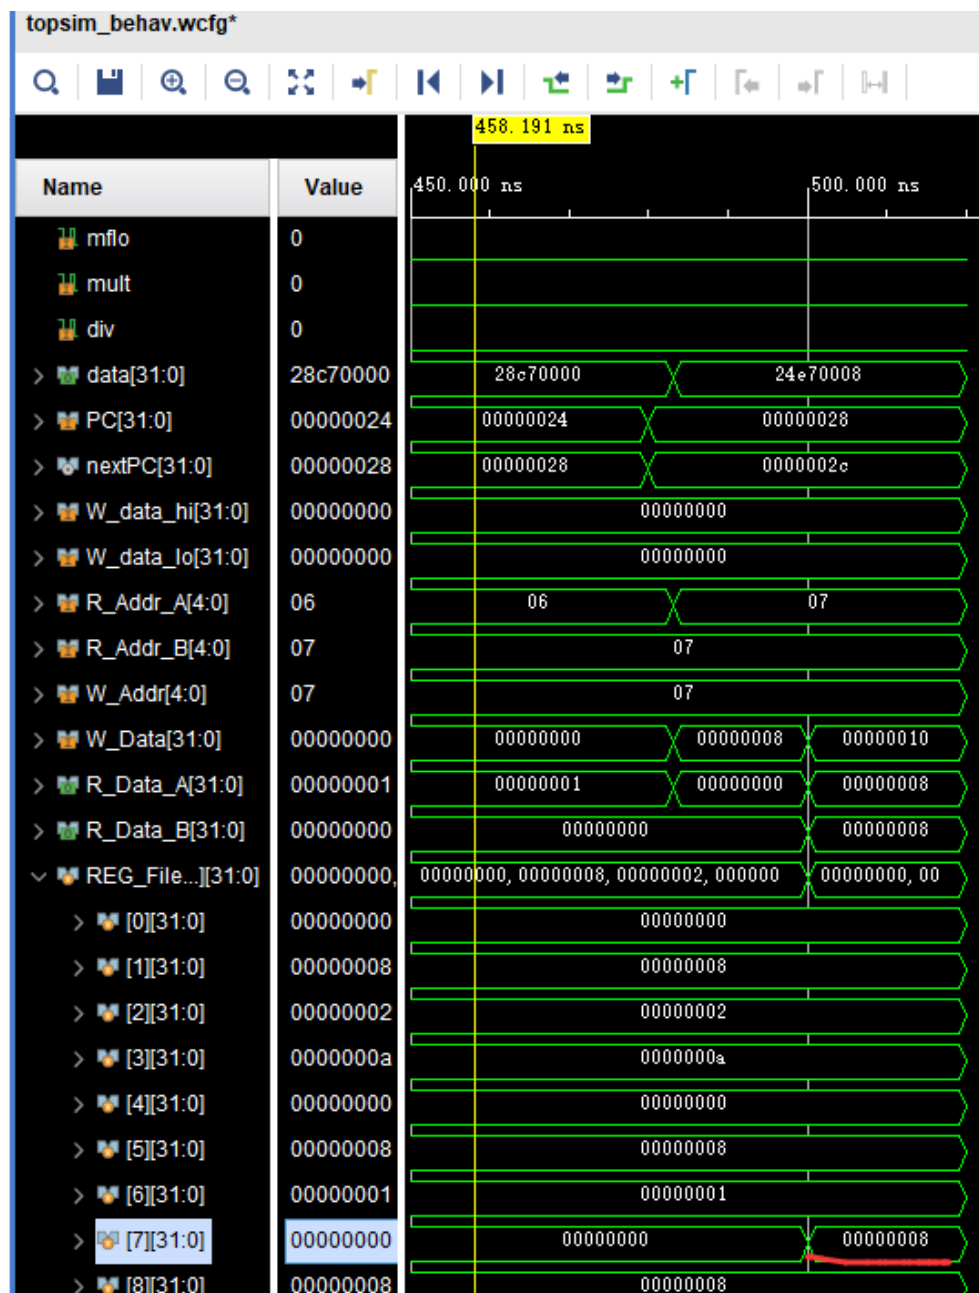 topsim_behav.wcfg*
458.191 ns
Name Value 450.000 ns 500.000 ns
mflo 0
mult 0
div 0
data[31:0] 28c70000 28c70000 24e70008
PC[31:0] 00000024 00000024 00000028
nextPC[31:0] 00000028 00000028 0000002c
W_data_hi[31:0] 00000000 00000000
W_data_lo[31:0] 00000000 00000000
R_Addr_A[4:0] 06 06 07
R_Addr_B[4:0] 07 07
W_Addr[4:0] 07 07
W_Data[31:0] 00000000 00000000 00000008 00000010
R_Data_A[31:0] 00000001 00000001 00000000 00000008
R_Data_B[31:0] 00000000 00000000 00000008
REG_File...][31:0] 00000000, 00000000,00000008,00000002,000000 00000000,00
[0][31:0] 00000000 00000000
[1][31:0] 00000008 00000008
[2][31:0] 00000002 00000002
[3][31:0] 0000000a 0000000a
[4][31:0] 00000000 00000000
[5][31:0] 00000008 00000008
[6][31:0] 00000001 00000001
[7][31:0] 00000000 00000000 00000008
[8][31:0] 00000008 00000008